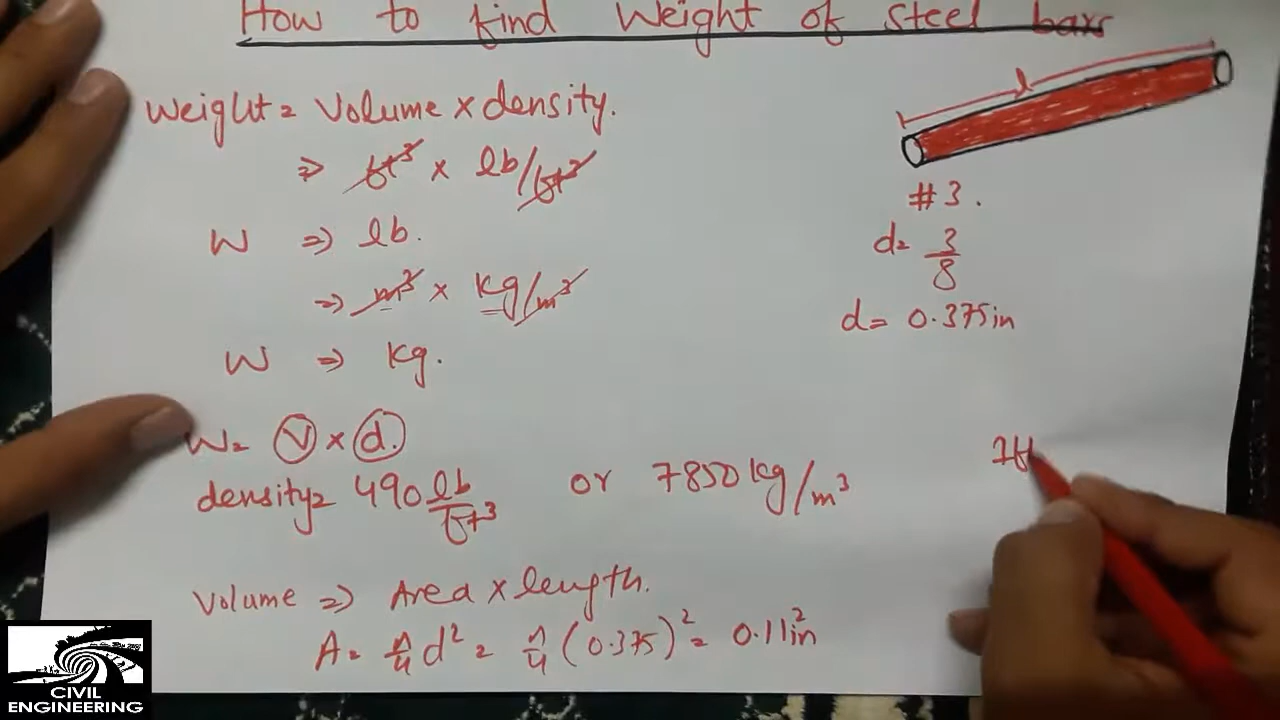 How to find Weight of steel bars
Weight = Volume × density.
⇒ ft³ × lb/ft³
W ⇒ lb.
⇒ m³ × kg/m³
W ⇒ kg.
W = V × d.
density = 490 lb/ft³ or 7850 kg/m³
Volume ⇒ Area × length.
A = π/4 d² = π/4 (0.375)² = 0.11 in²
#3.
d = 3/8
d = 0.375in
CIVIL
ENGINEERING